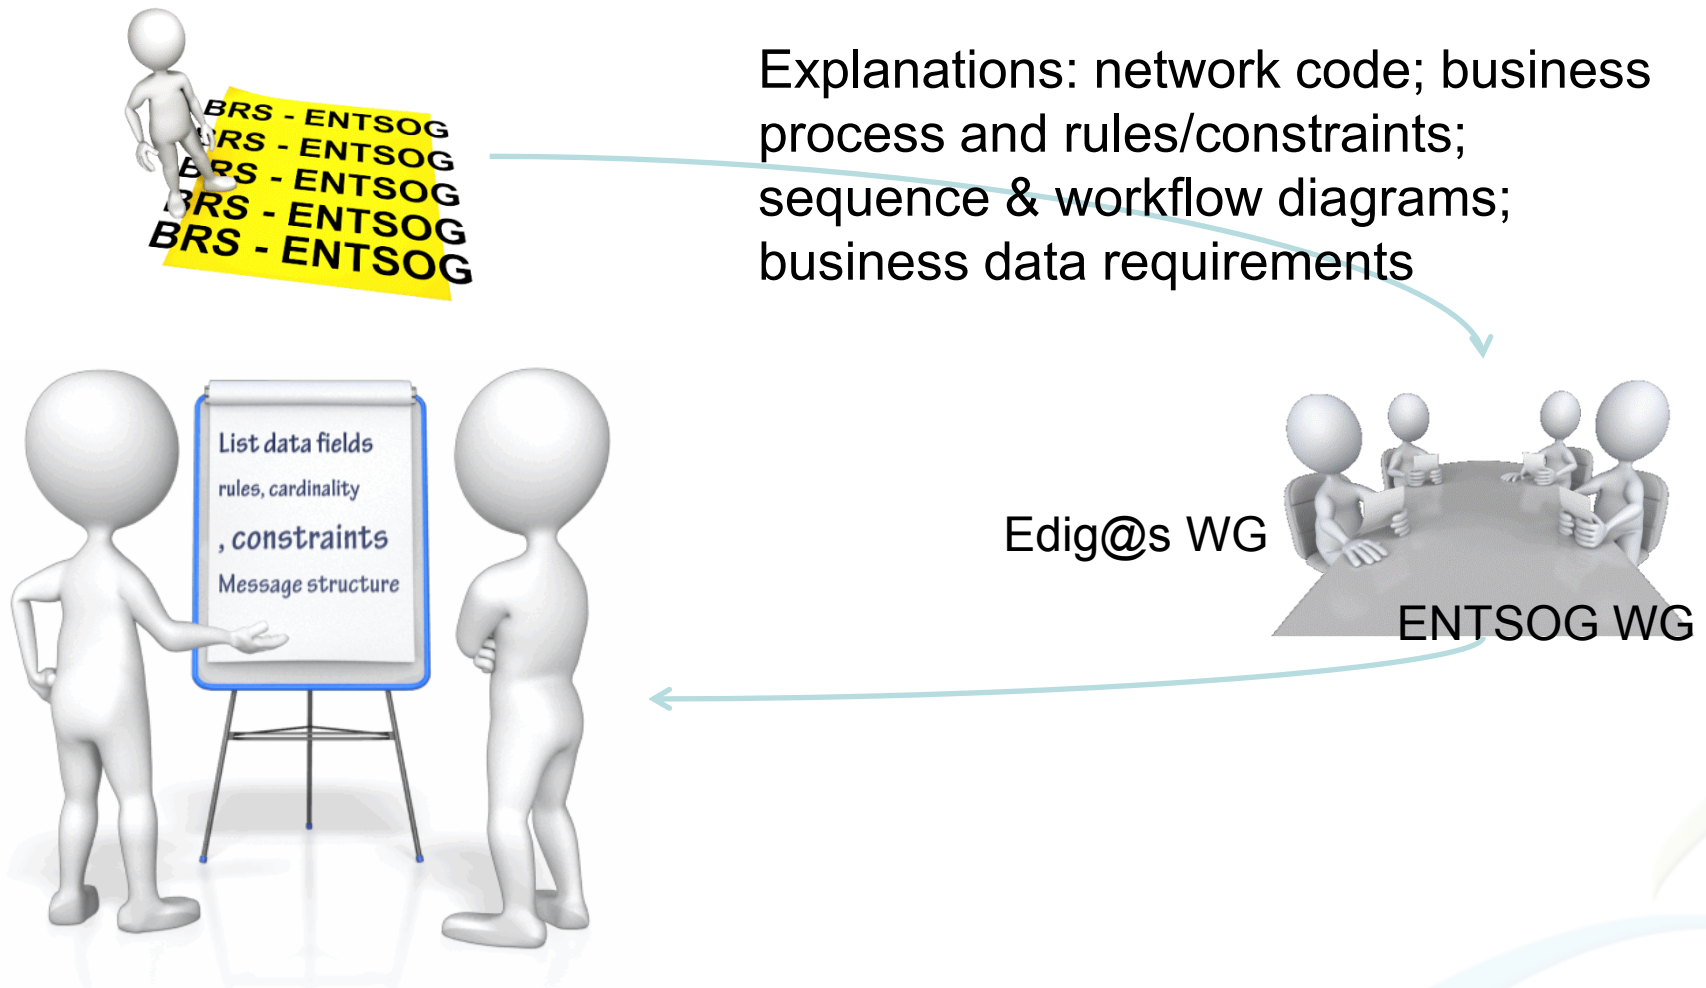 BRS - ENTSOG
BRS - ENTSOG
BRS - ENTSOG
BRS - ENTSOG
BRS - ENTSOG
Explanations: network code; business
process and rules/constraints;
sequence & workflow diagrams;
business data requirements
List data fields
rules, cardinality
, constraints
Message structure
Edig@s WG
ENTSOG WG